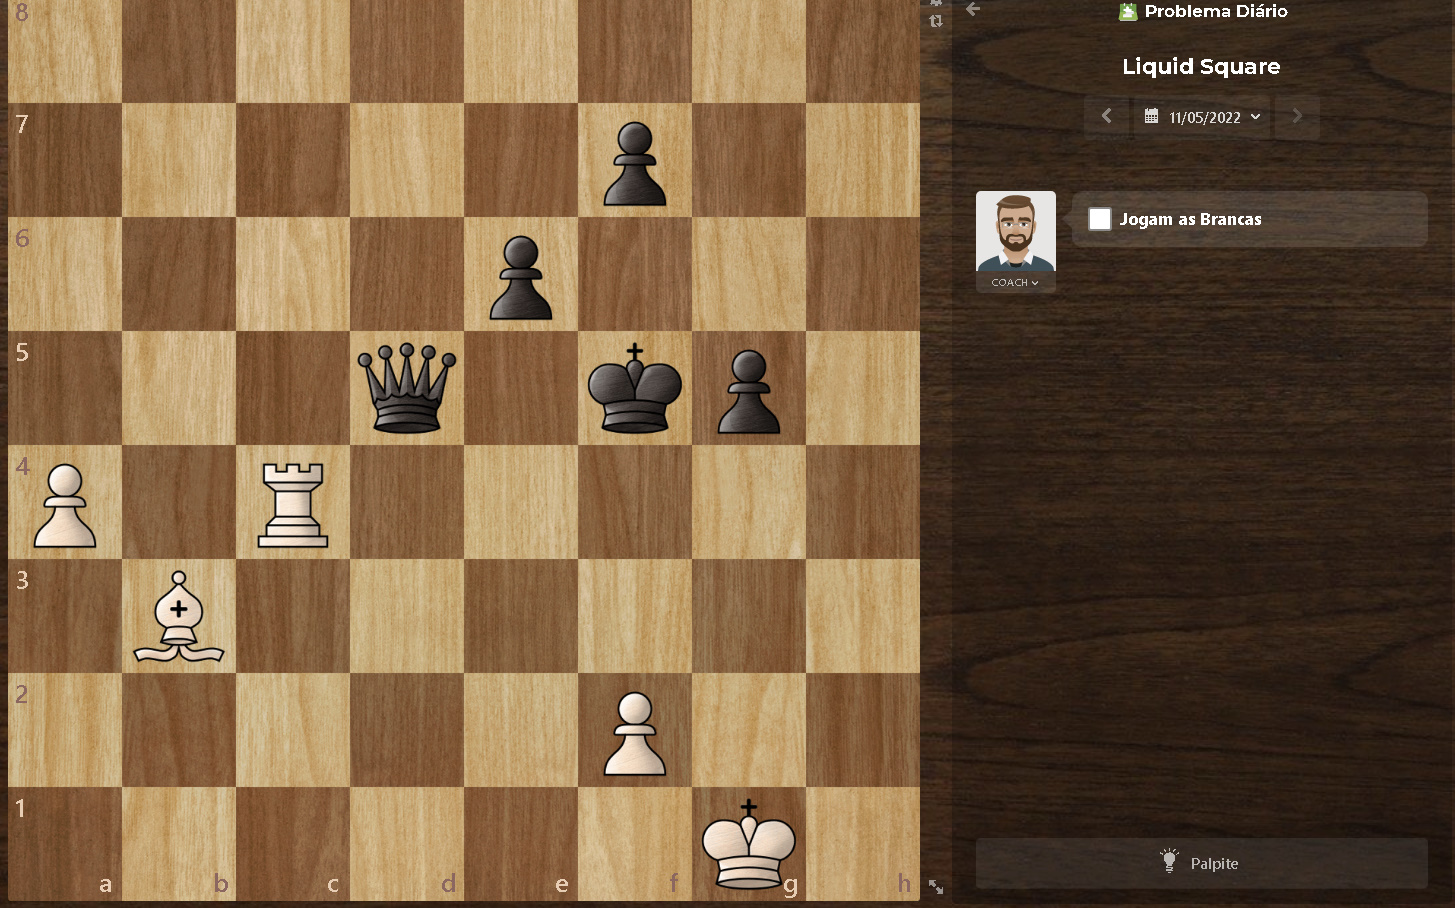 Problema Diário
Liquid Square
11/05/2022
Jogam as Brancas
COACH
Palpite
8
7
6
5
4
3
2
1
a b c d e f g h